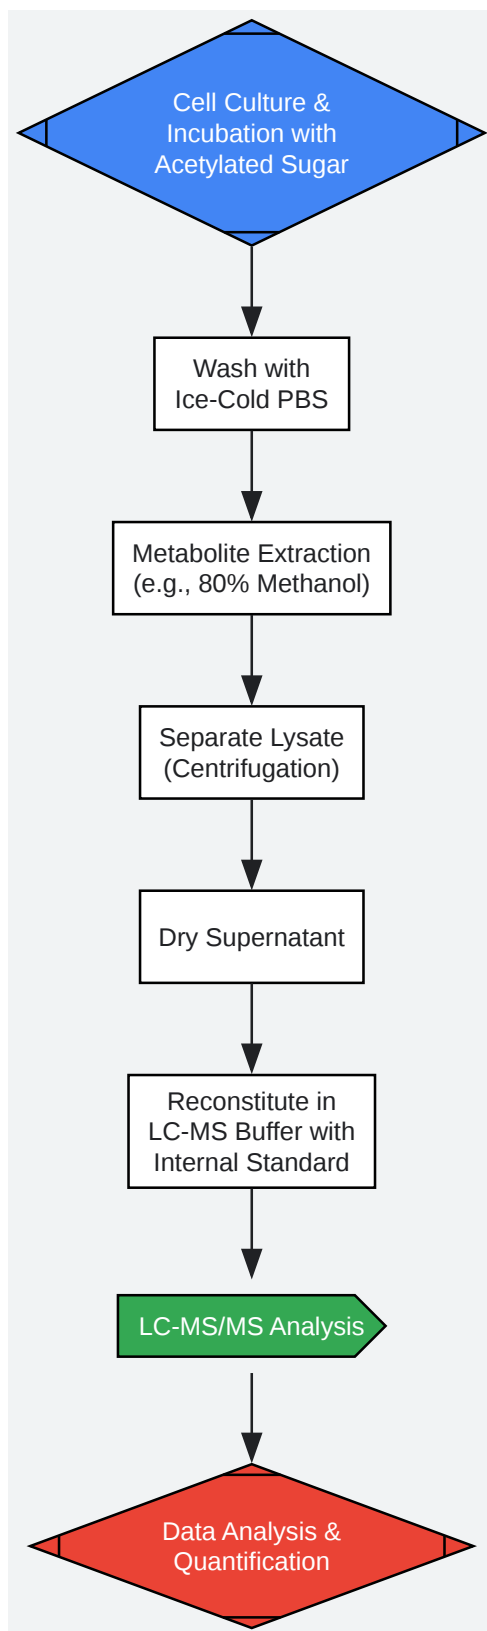 Cell Culture &
Incubation with
Acetylated Sugar
Wash with
Ice-Cold PBS
Metabolite Extraction
(e.g., 80% Methanol)
Separate Lysate
(Centrifugation)
Dry Supernatant
Reconstitute in
LC-MS Buffer with
Internal Standard
LC-MS/MS Analysis
Data Analysis &
Quantification